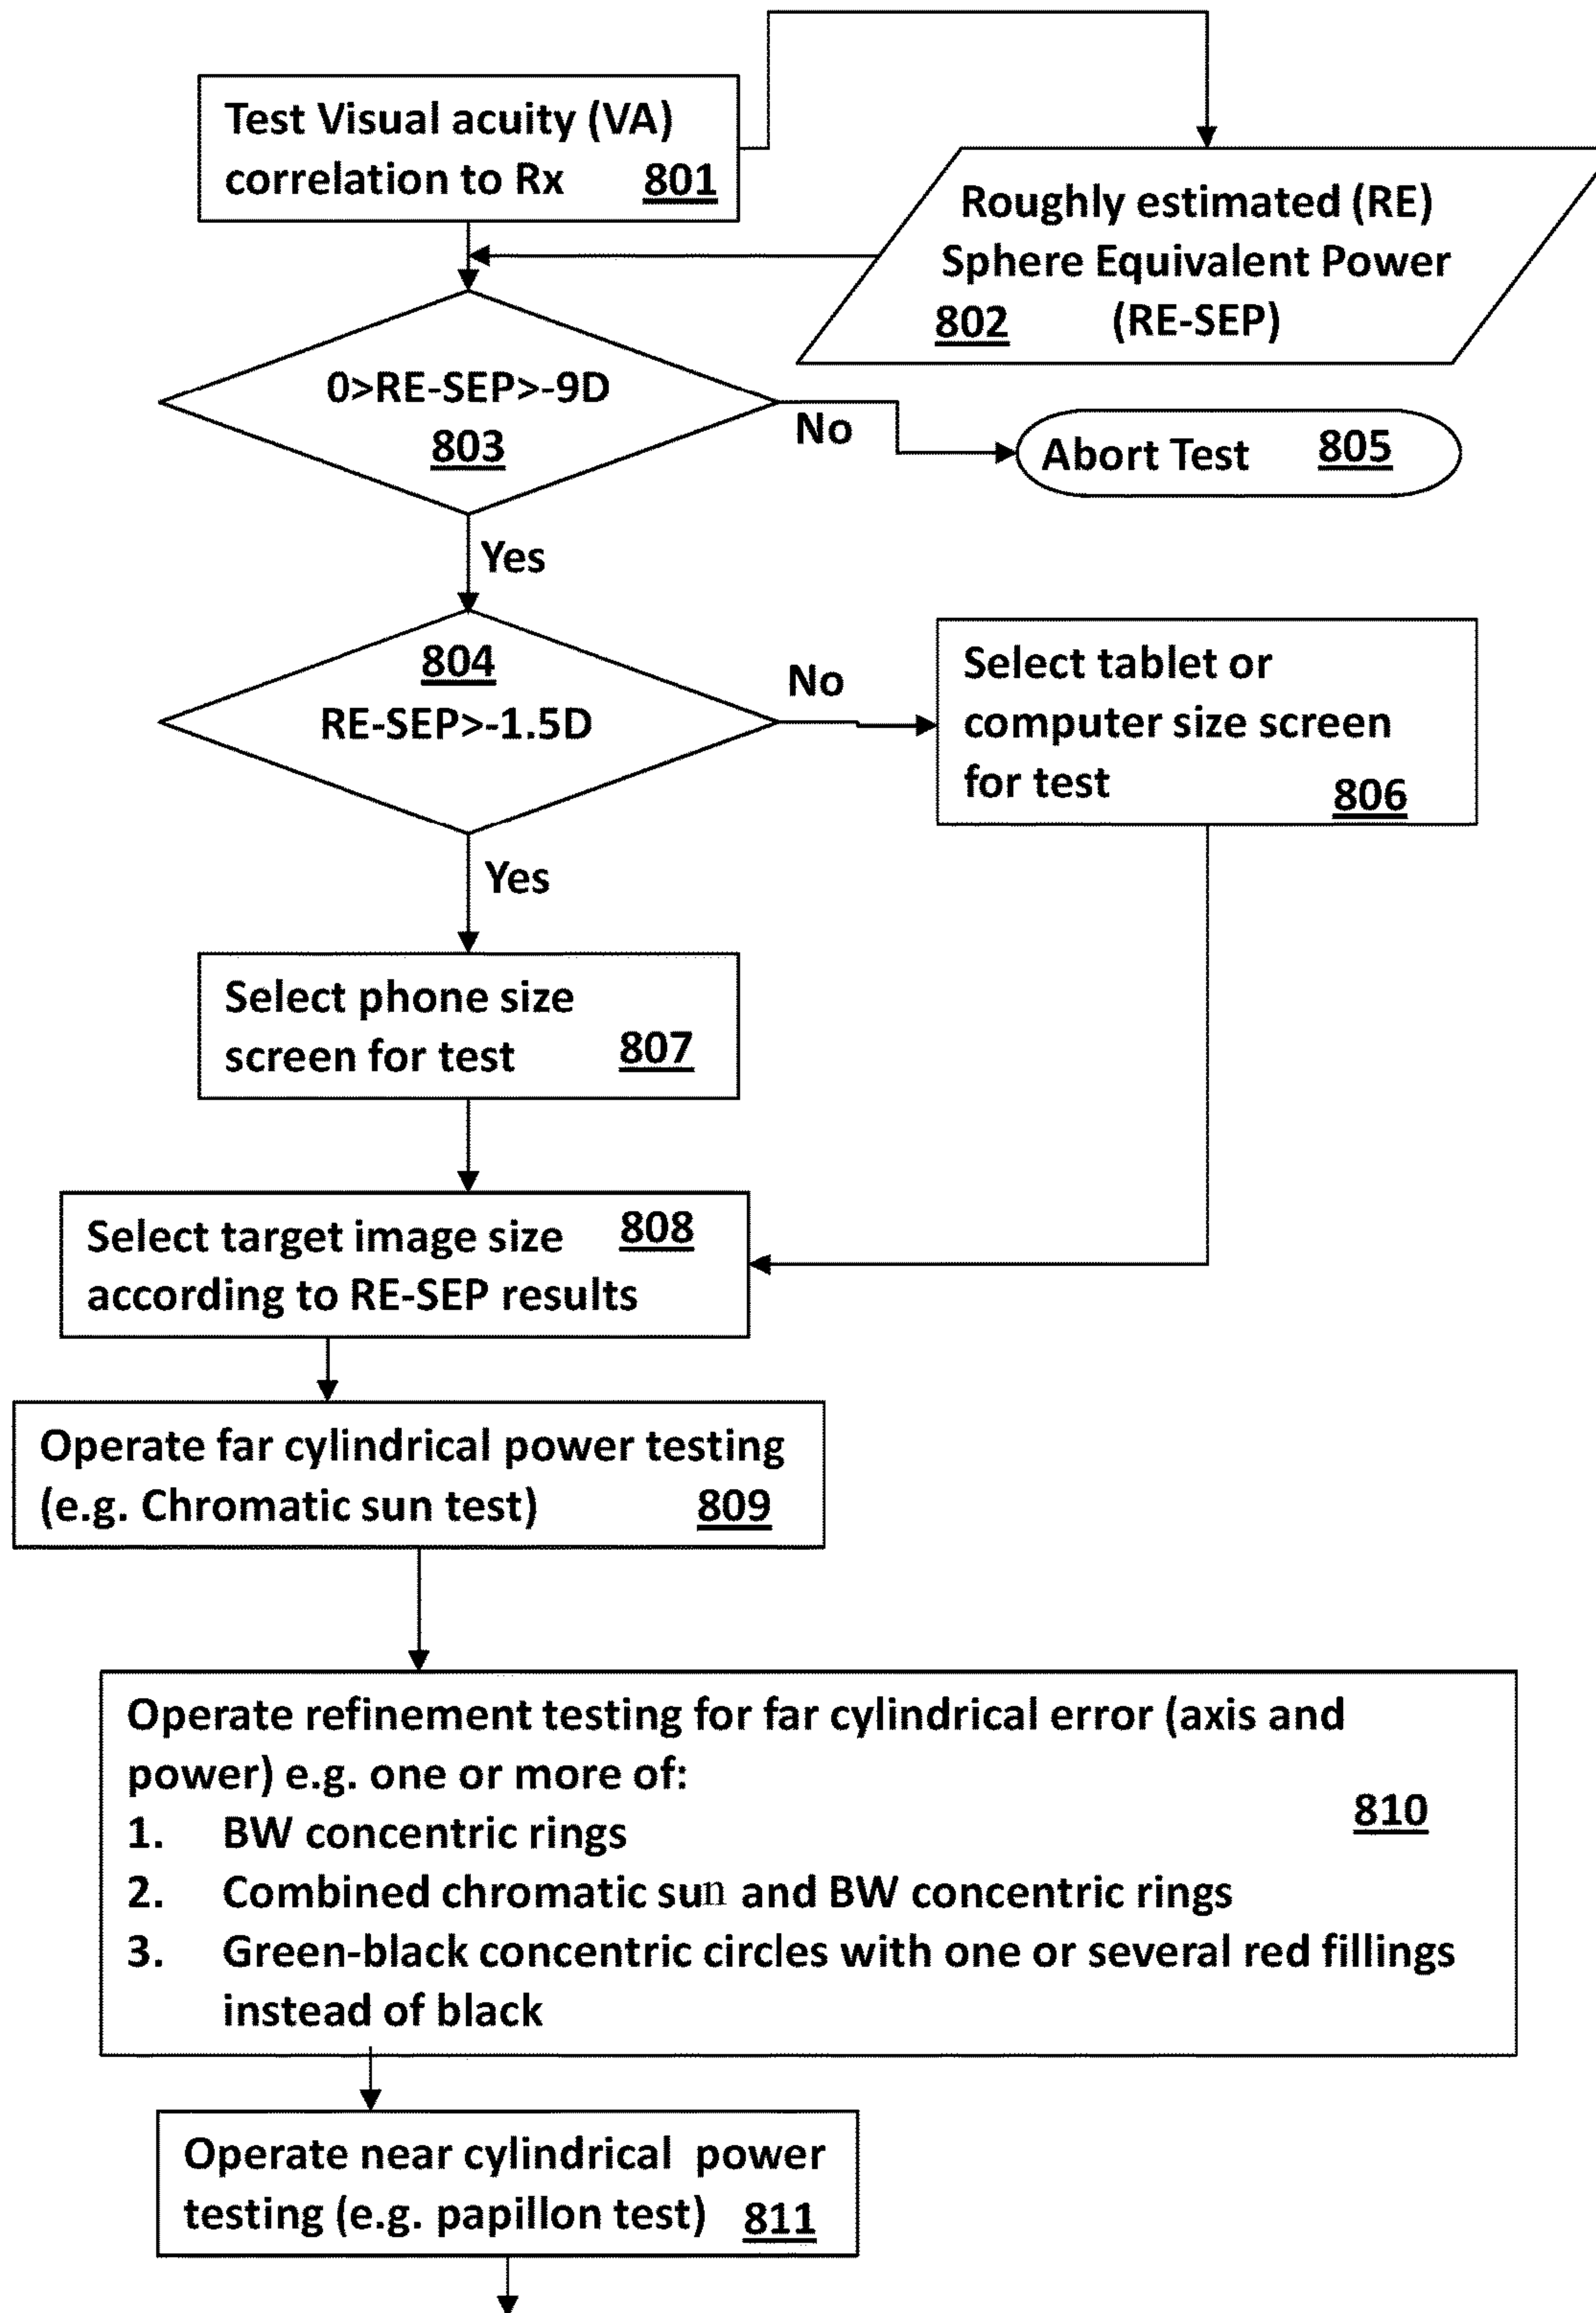 Test Visual acuity (VA)
correlation to Rx 801
Roughly estimated (RE)
Sphere Equivalent Power
802 (RE-SEP)
0>RE-SEP>-9D
803
No
Abort Test 805
Yes
804
RE-SEP>-1.5D
No
Select tablet or
computer size screen
for test 806
Yes
Select phone size
screen for test 807
Select target image size 808
according to RE-SEP results
Operate far cylindrical power testing
(e.g. Chromatic sun test) 809
Operate refinement testing for far cylindrical error (axis and
power) e.g. one or more of:
810
1. BW concentric rings
2. Combined chromatic sun and BW concentric rings
3. Green-black concentric circles with one or several red fillings
instead of black
Operate near cylindrical power
testing (e.g. papillon test) 811